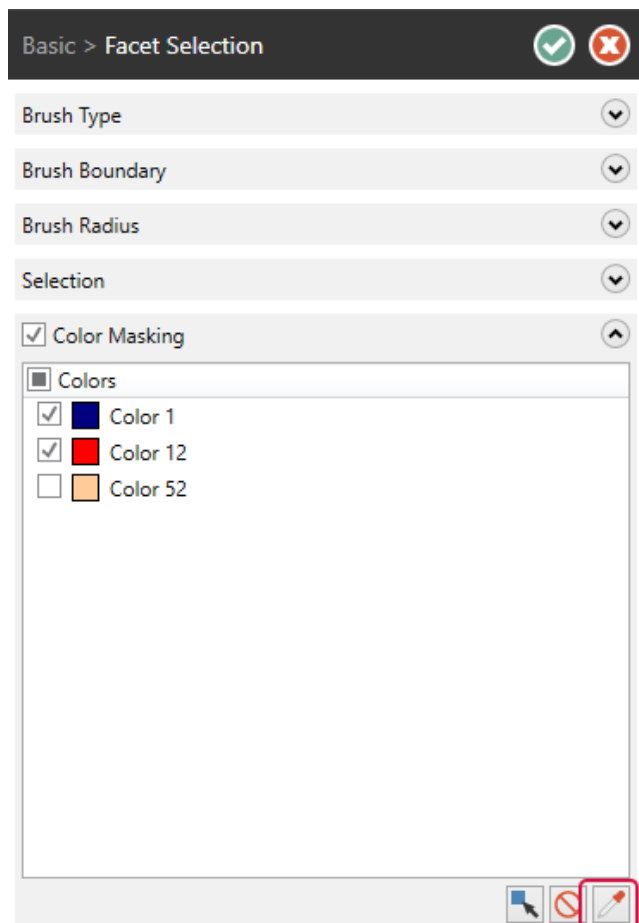 Basic > Facet Selection
Brush Type
Brush Boundary
Brush Radius
Selection
Color Masking
Colors
Color 1
Color 12
Color 52